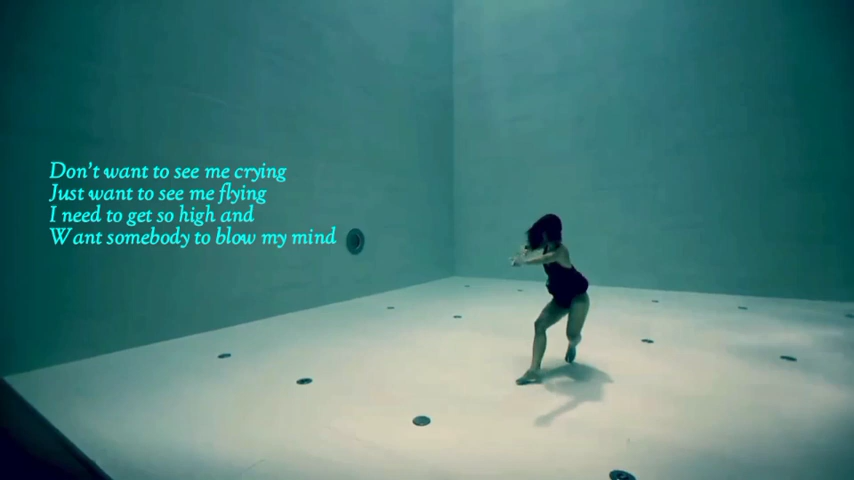 Don't want to see me crying
Just want to see me flying
I need to get so high and
Want somebody to blow my mind